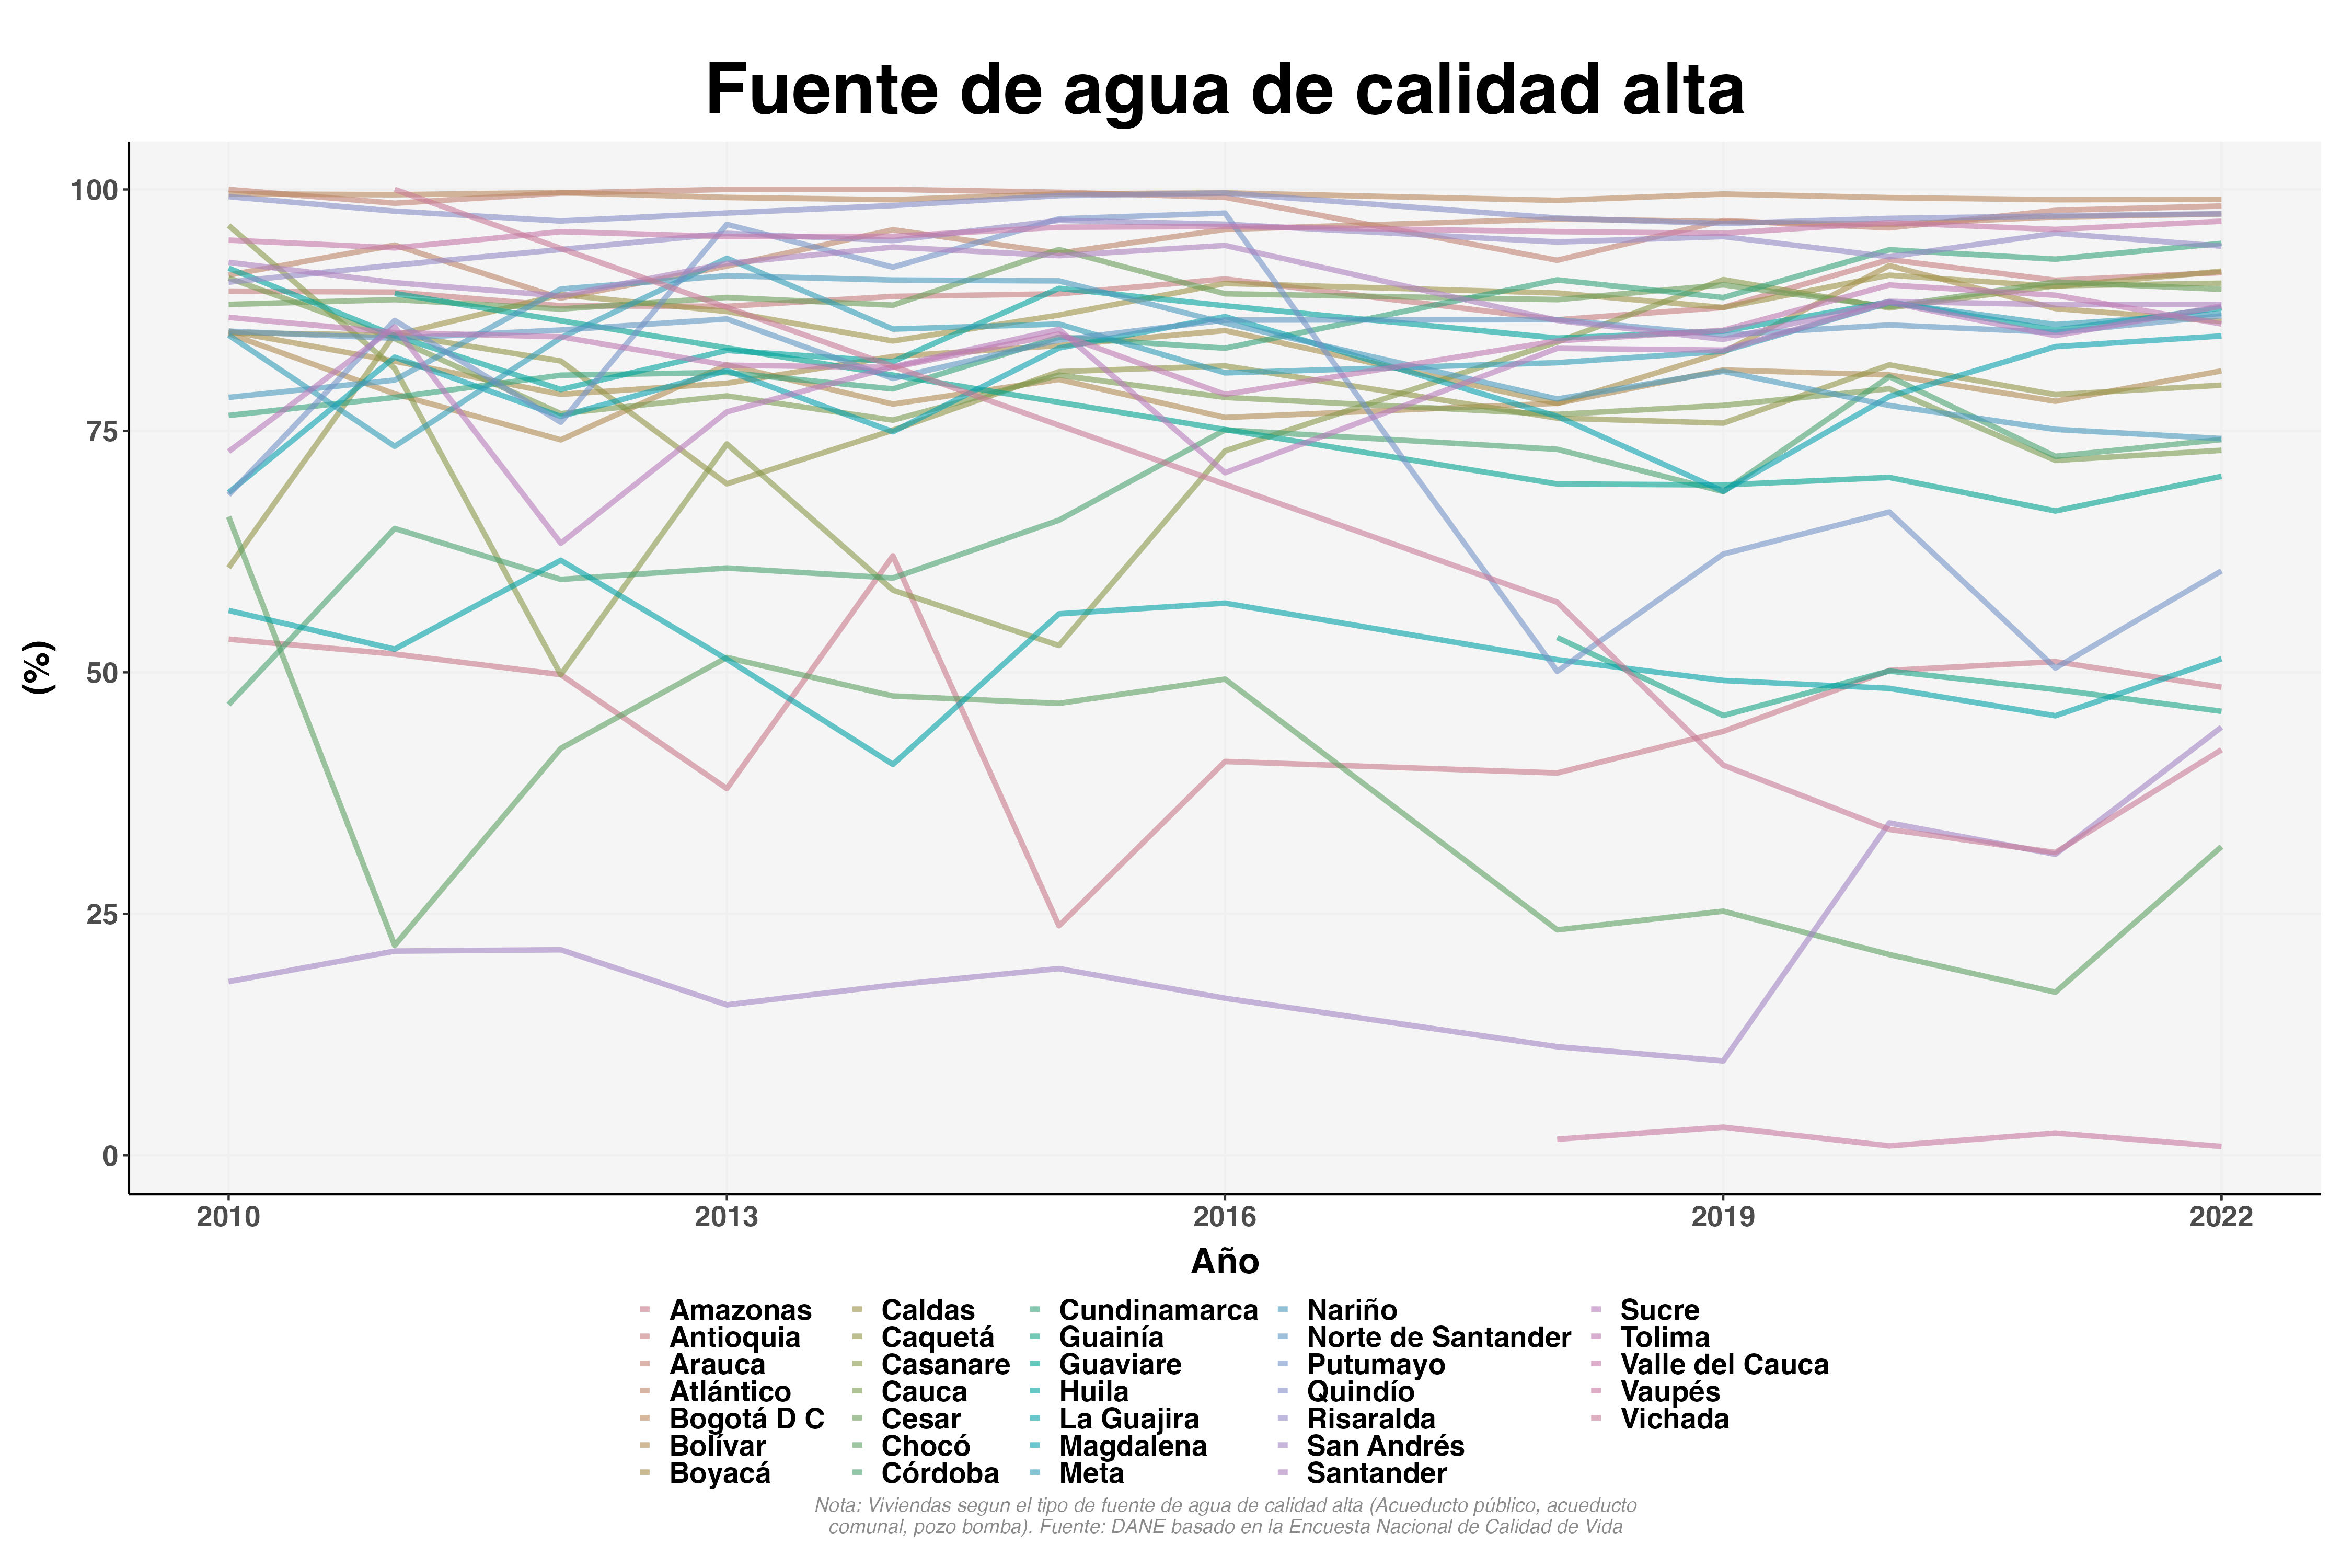 Fuente de agua de calidad alta
100
75
50
25
0
(%)
2010 2013 2016 2019 2022
Año
Amazonas Caldas Cundinamarca Nariño Sucre
Antioquia Caquetá Guainía Norte de Santander Tolima
Arauca Casanare Guaviare Putumayo Valle del Cauca
Atlántico Cauca Huila Quindío Vaupés
Bogotá D C Cesar La Guajira Risaralda Vichada
Bolívar Chocó Magdalena San Andrés
Boyacá Córdoba Meta Santander
Nota: Viviendas segun el tipo de fuente de agua de calidad alta (Acueducto público, acueducto
comunal, pozo bomba). Fuente: DANE basado en la Encuesta Nacional de Calidad de Vida